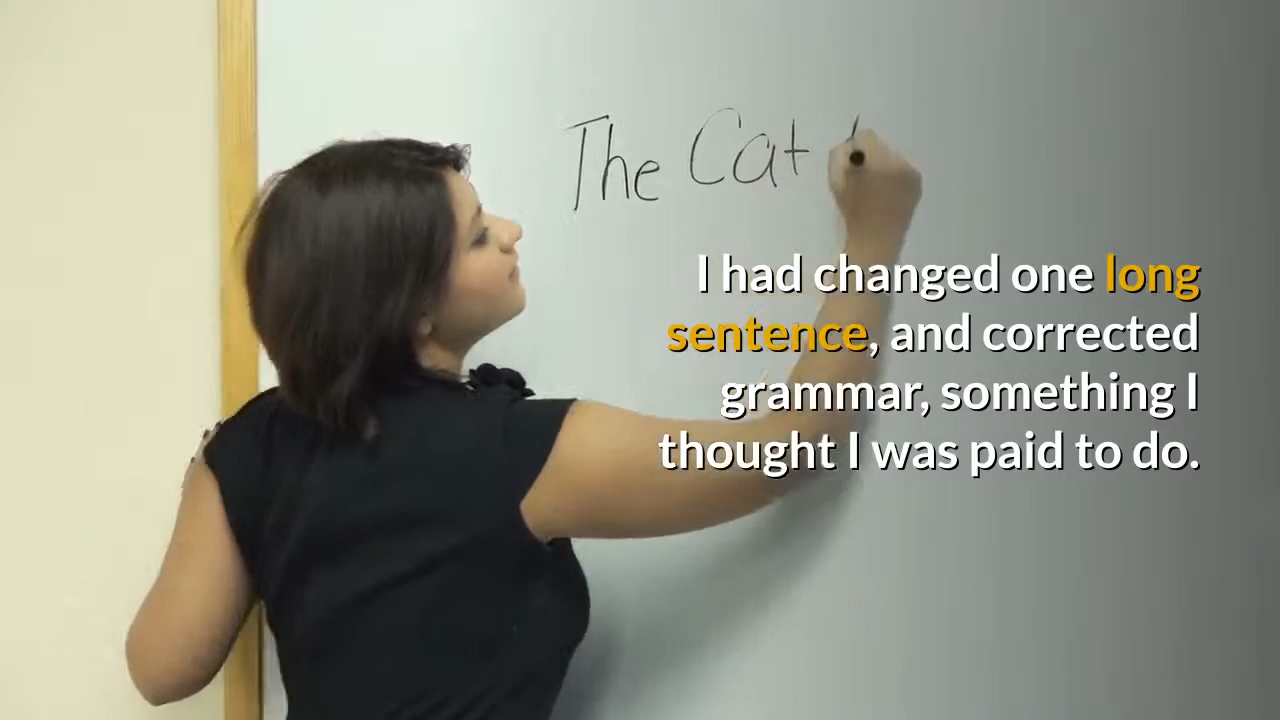 The Cat
I had changed one long
sentence, and corrected
grammar, something I
thought I was paid to do.